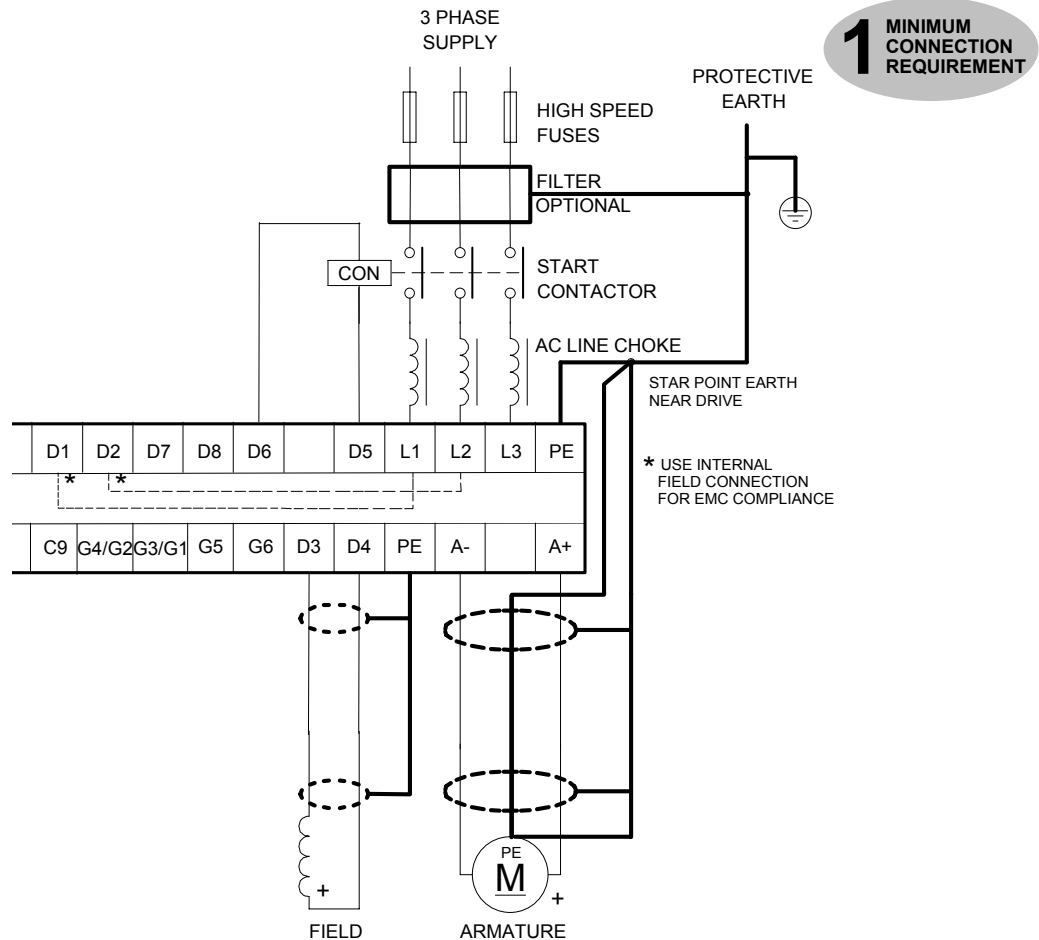 3 PHASE
SUPPLY
1 MINIMUM
CONNECTION
REQUIREMENT
PROTECTIVE
EARTH
HIGH SPEED
FUSES
FILTER
OPTIONAL
CON
START
CONTACTOR
AC LINE CHOKE
STAR POINT EARTH
NEAR DRIVE
D1 D2 D7 D8 D6 D5 L1 L2 L3 PE
* *
* USE INTERNAL
FIELD CONNECTION
FOR EMC COMPLIANCE
C9 G4/G2 G3/G1 G5 G6 D3 D4 PE A- A+
PE
M
+ +
FIELD ARMATURE